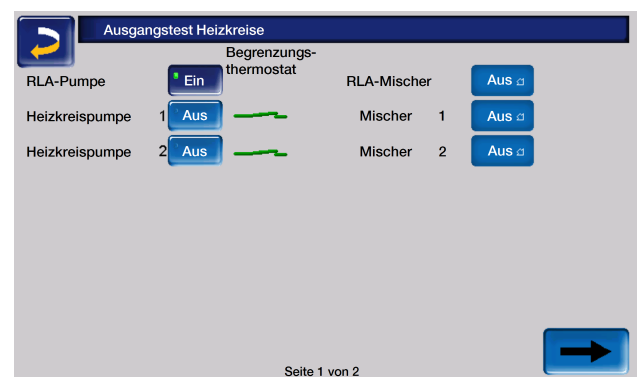 Ausgangstest Heizkreise
Begrenzungs-
thermostat
RLA-Pumpe Ein RLA-Mischer Aus
Heizkreispumpe 1 Aus Mischer 1 Aus
Heizkreispumpe 2 Aus Mischer 2 Aus
Seite 1 von 2